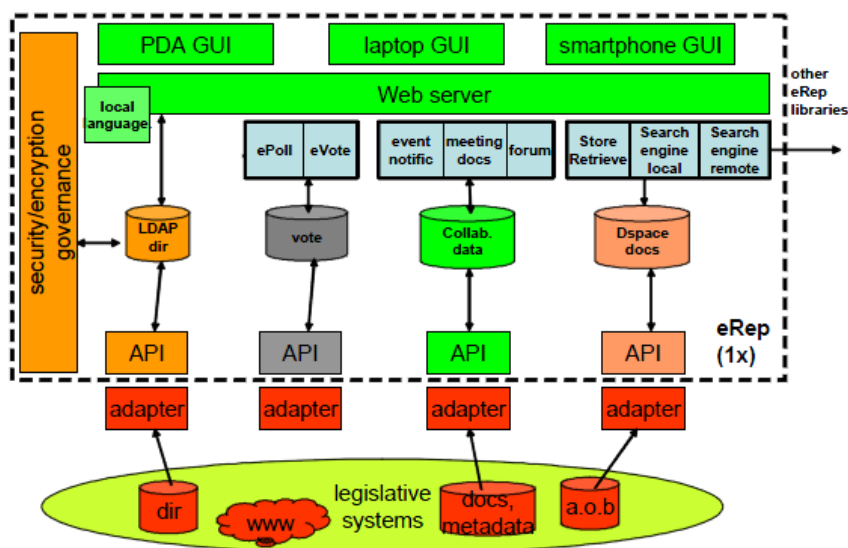 PDA GUI
laptop GUI
smartphone GUI
Web server
local
language.
other
eRep
libraries
security/encryption
governance
ePoll
eVote
event
notific
meeting
docs
forum
Store
Retrieve
Search
engine
local
Search
engine
remote
LDAP
dir
vote
Collab.
data
Dspace
docs
API
API
API
API
eRep
(1x)
adapter
adapter
adapter
adapter
dir
www
legislative
systems
docs,
metadata
a.o.b